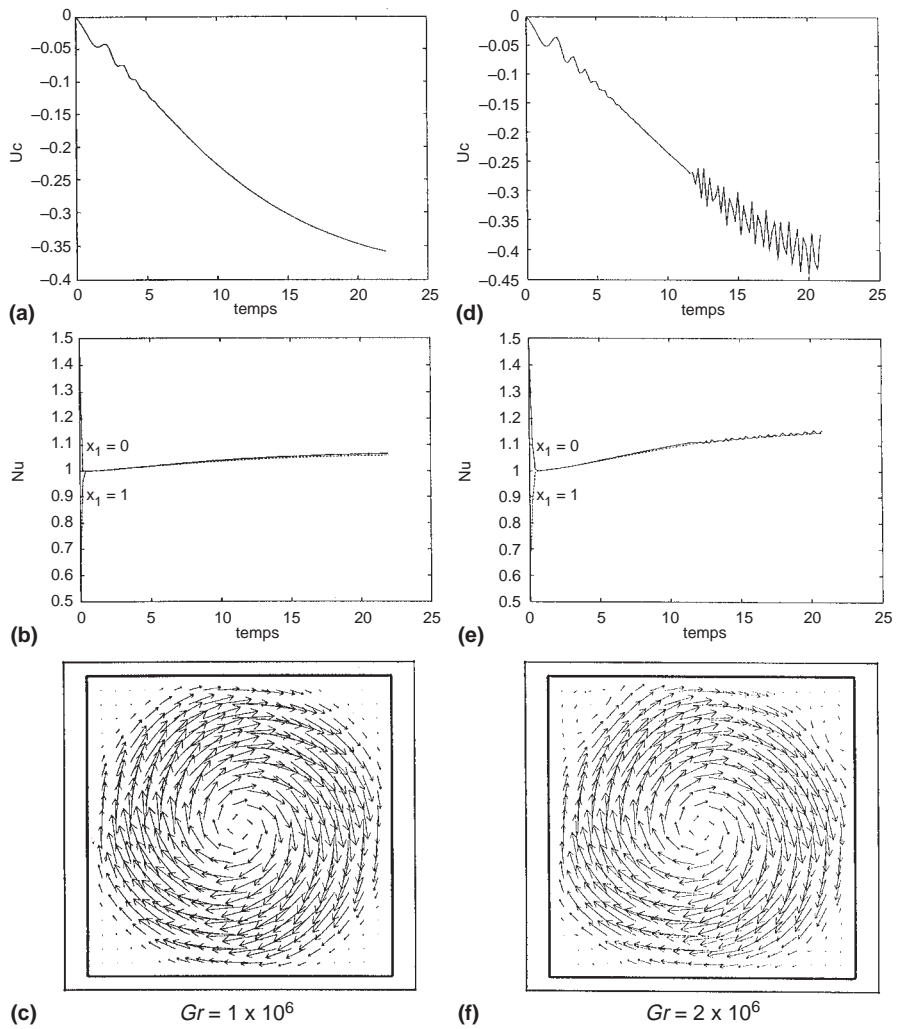 0
−0.05
−0.1
−0.15
−0.2
−0.25
−0.3
−0.35
−0.4
Uc
0 5 10 15 20 25
temps
(a)
0
−0.05
−0.1
−0.15
−0.2
−0.25
−0.3
−0.35
−0.4
−0.45
Uc
0 5 10 15 20 25
temps
(d)
1.5
1.4
1.3
1.2
1.1
1
0.9
0.8
0.7
0.6
0.5
Nu
x₁ = 0
x₁ = 1
0 5 10 15 20 25
temps
(b)
1.5
1.4
1.3
1.2
1.1
1
0.9
0.8
0.7
0.6
0.5
Nu
x₁ = 0
x₁ = 1
0 5 10 15 20 25
temps
(e)
(c) Gr = 1 x 10⁶
(f) Gr = 2 x 10⁶